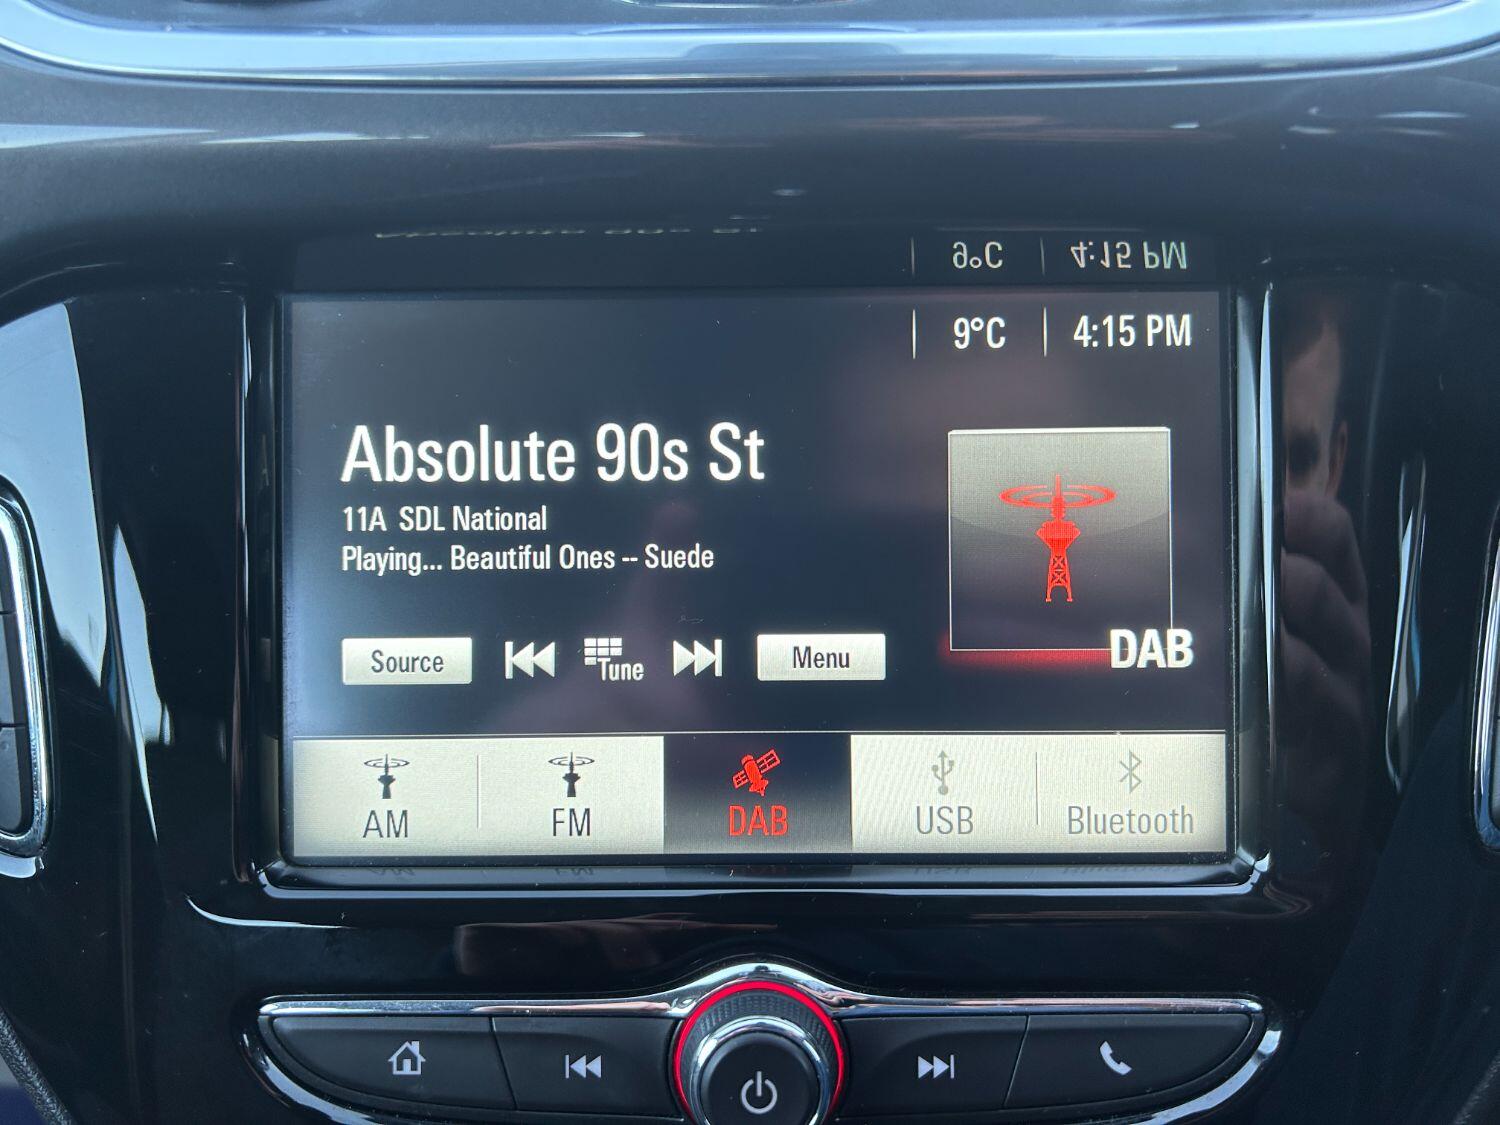 9°C 4:15 PM
Absolute 90s St
11A SDL National
Playing... Beautiful Ones -- Suede
Source Tune Menu
DAB
AM FM DAB USB Bluetooth